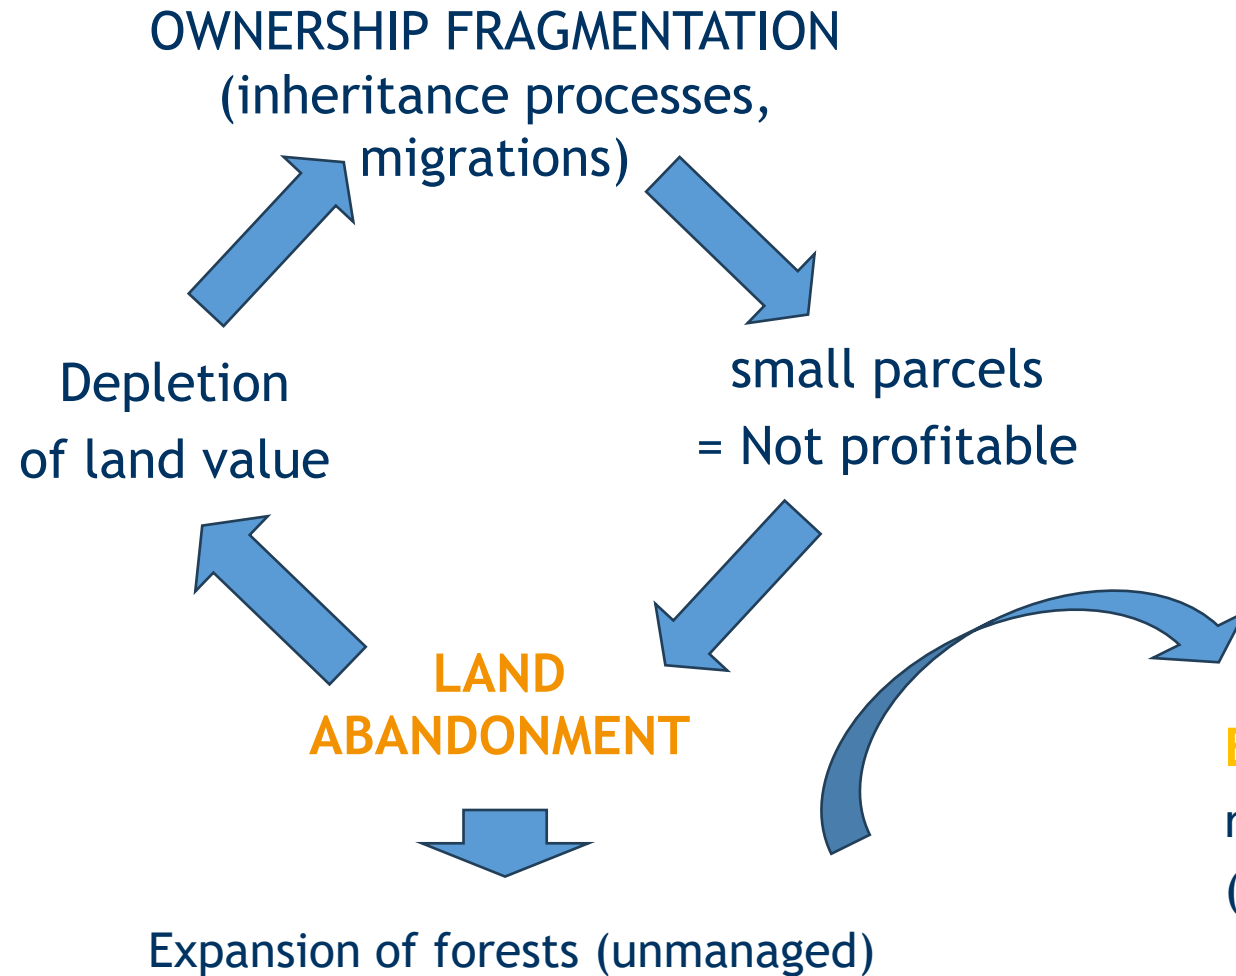 OWNERSHIP FRAGMENTATION
(inheritance processes,
migrations)
small parcels
= Not profitable
Depletion
of land value
LAND
ABANDONMENT
Expansion of forests (unmanaged)